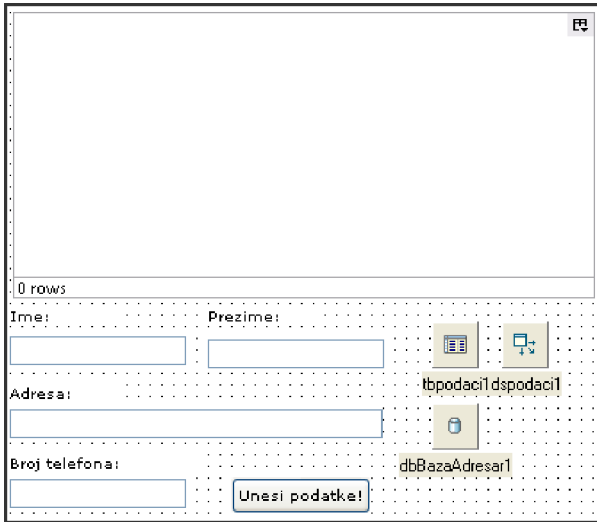 0 rows
Ime:
Prezime:
tbpodaci1
dspodaci1
Adresa:
dbBazaAdresar1
Broj telefona:
Unesi podatke!